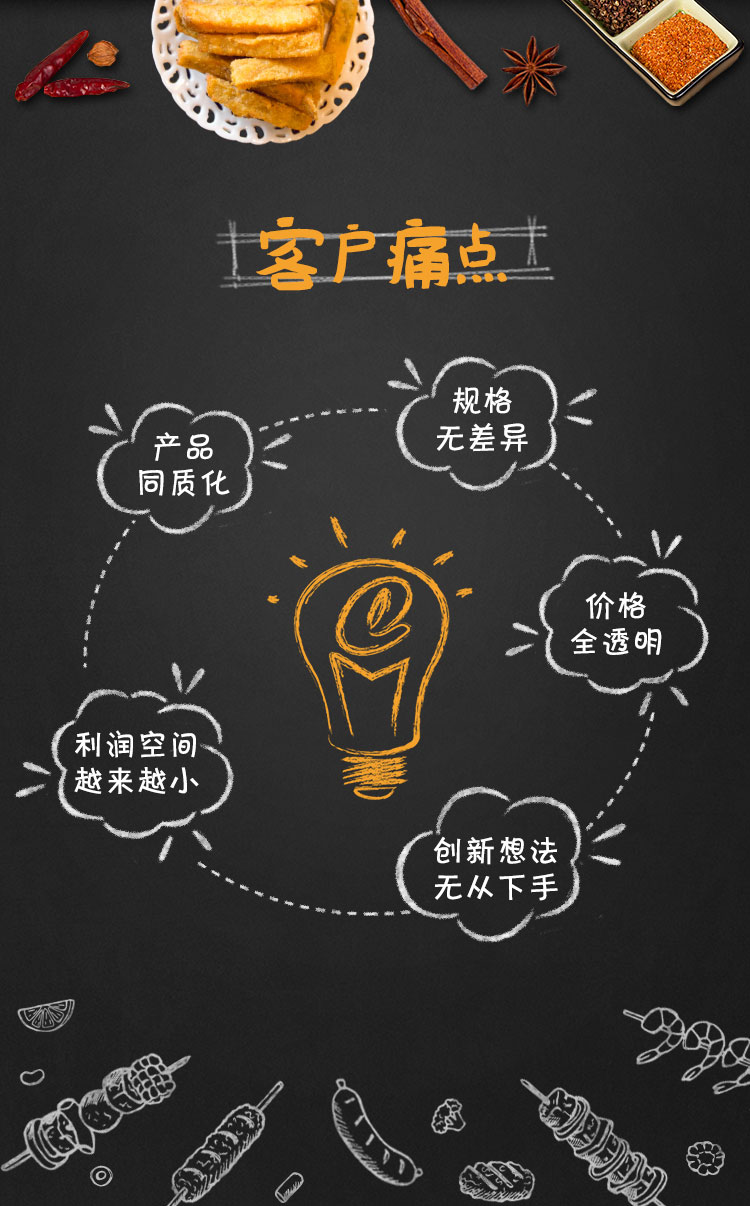 客户痛点
产品
同质化
规格
无差异
价格
全透明
利润空间
越来越小
创新想法
无从下手